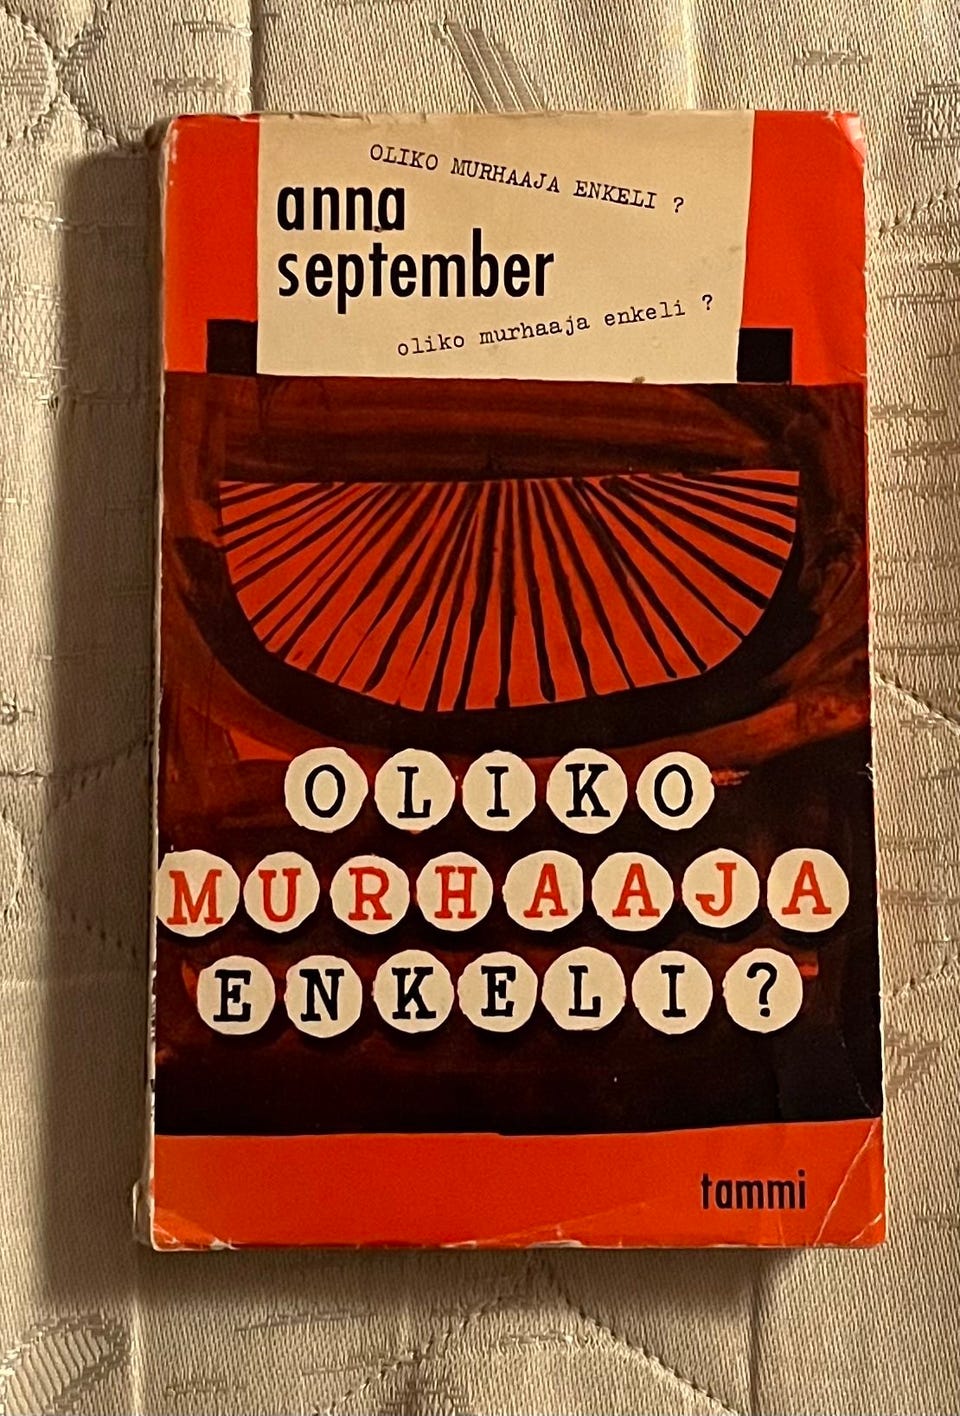 OLIKO MURHAAJA ENKELI ?
anna
september
oliko murhaaja enkeli ?
OLIKO
MURHAAJA
ENKELI?
tammi